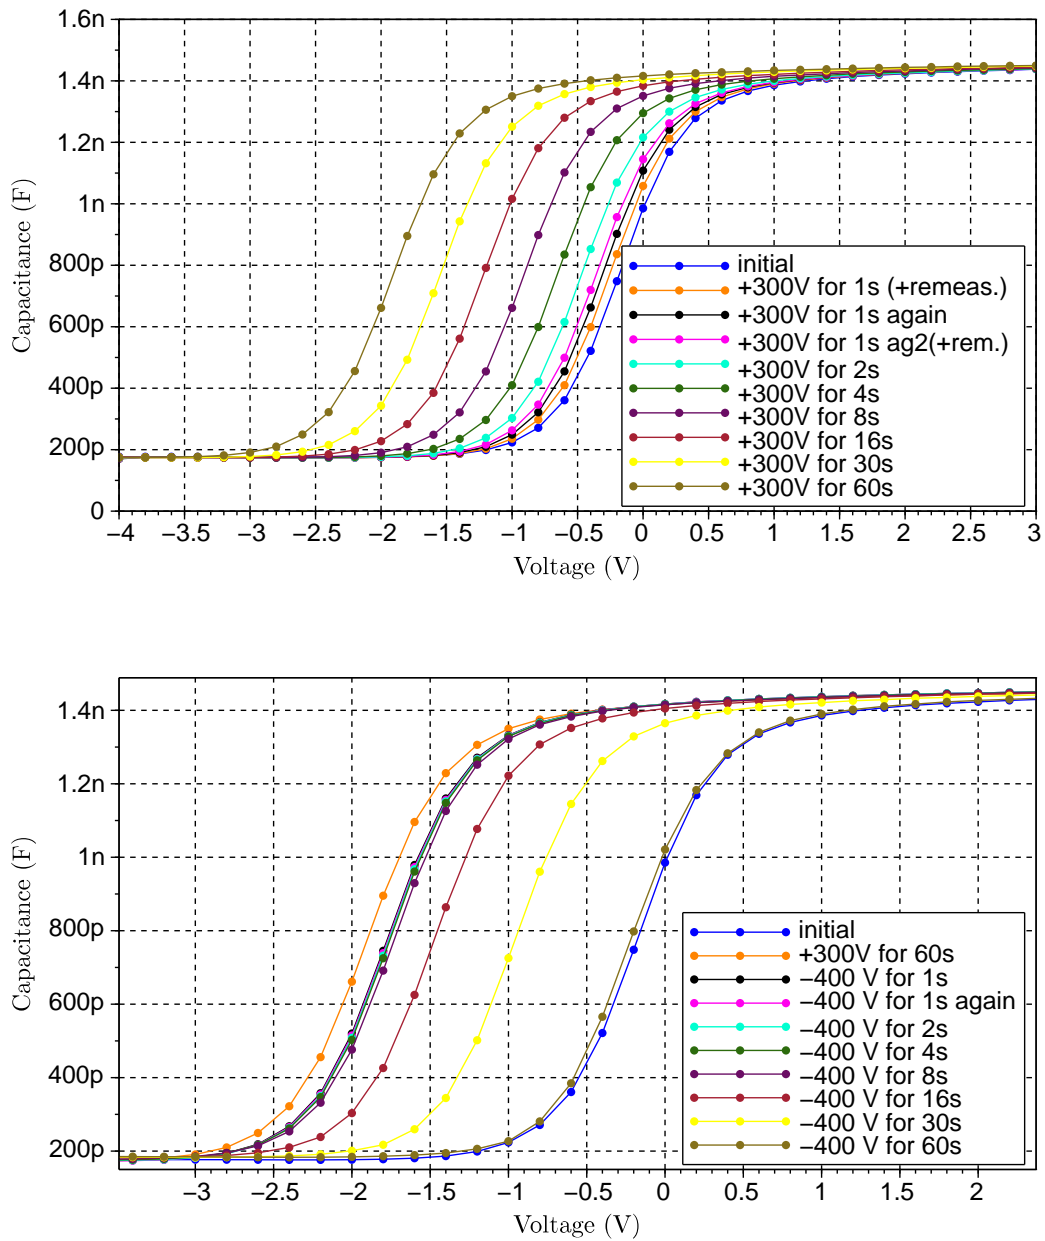 1.6n
1.4n
1.2n
1n
800p
600p
400p
200p
0
Capacitance (F)
−4 −3.5 −3 −2.5 −2 −1.5 −1 −0.5 0 0.5 1 1.5 2 2.5 3
Voltage (V)
initial
+300V for 1s (+remeas.)
+300V for 1s again
+300V for 1s ag2(+rem.)
+300V for 2s
+300V for 4s
+300V for 8s
+300V for 16s
+300V for 30s
+300V for 60s
1.4n
1.2n
1n
800p
600p
400p
200p
Capacitance (F)
−3 −2.5 −2 −1.5 −1 −0.5 0 0.5 1 1.5 2
Voltage (V)
initial
+300V for 60s
−400 V for 1s
−400 V for 1s again
−400 V for 2s
−400 V for 4s
−400 V for 8s
−400 V for 16s
−400 V for 30s
−400 V for 60s